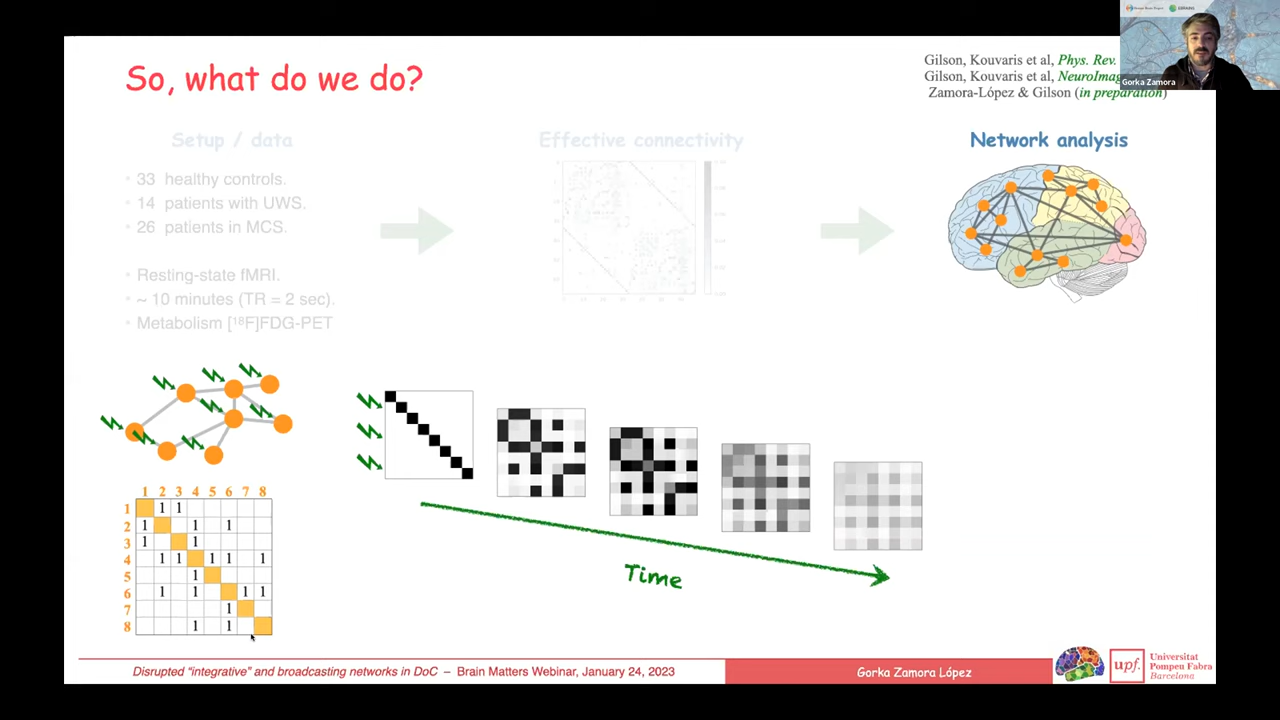 So, what do we do?
Gilson, Kouvaris et al, Phys. Rev.
Gilson, Kouvaris et al, NeuroImag
Zamora-López & Gilson (in preparation)
Gorka Zamora
Setup / data
• 33 healthy controls.
• 14 patients with UWS.
• 26 patients in MCS.
• Resting-state fMRI.
• ~ 10 minutes (TR = 2 sec).
• Metabolism [18F]FDG-PET
Effective connectivity
Network analysis
1 2 3 4 5 6 7 8
1 1 1
2 1 1 1
3 1 1
4 1 1 1 1 1
5 1
6 1 1 1 1
7 1
8 1 1
Time
Disrupted “integrative” and broadcasting networks in DoC – Brain Matters Webinar, January 24, 2023
Gorka Zamora López
upf.
Universitat
Pompeu Fabra
Barcelona